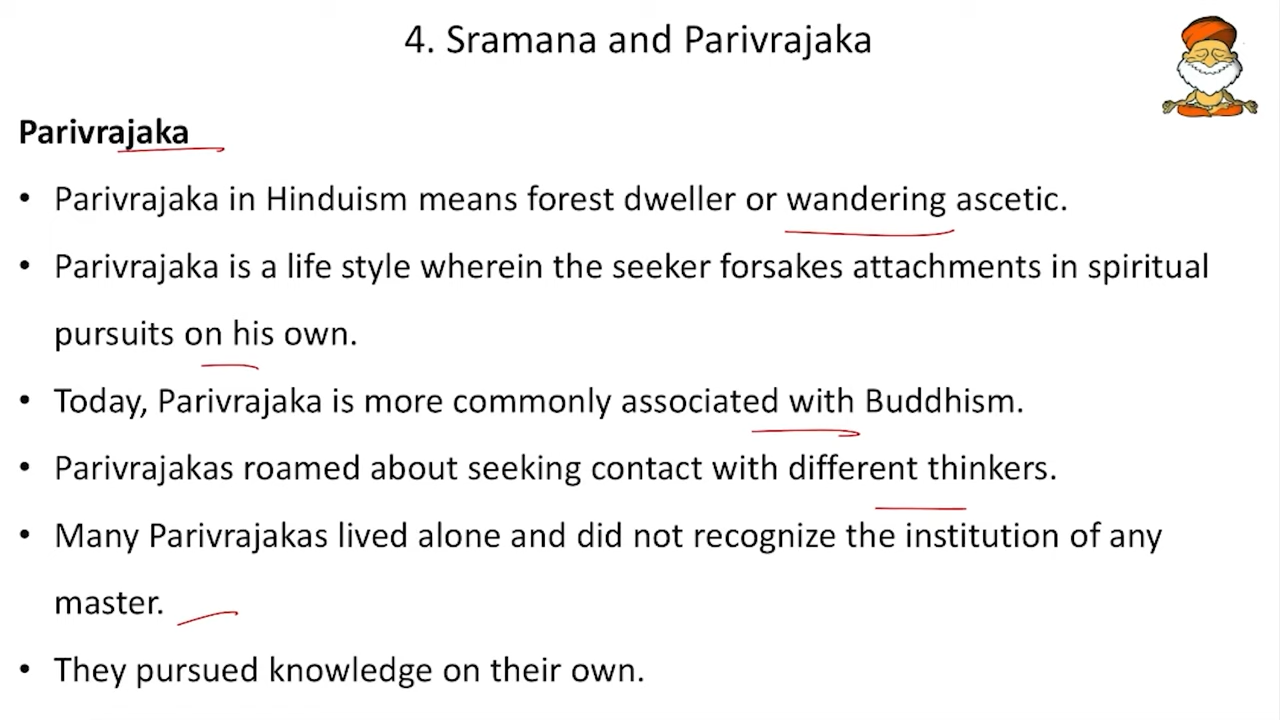 4. Sramana and Parivrajaka
Parivrajaka
• Parivrajaka in Hinduism means forest dweller or wandering ascetic.
• Parivrajaka is a life style wherein the seeker forsakes attachments in spiritual
pursuits on his own.
• Today, Parivrajaka is more commonly associated with Buddhism.
• Parivrajakas roamed about seeking contact with different thinkers.
• Many Parivrajakas lived alone and did not recognize the institution of any
master.
• They pursued knowledge on their own.